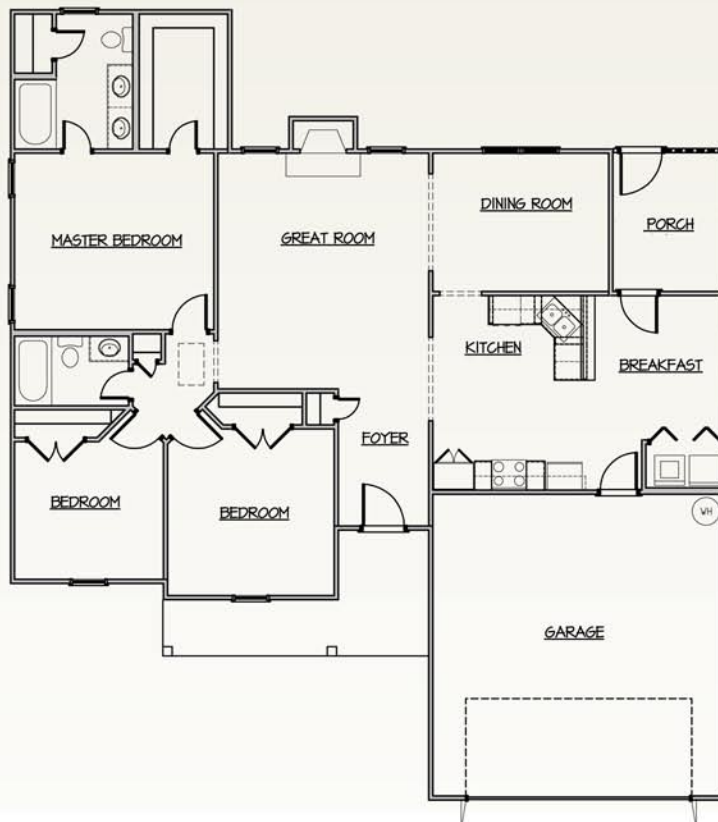 DINING ROOM
PORCH
MASTER BEDROOM
GREAT ROOM
KITCHEN
BREAKFAST
FOYER
BEDROOM
BEDROOM
WH
GARAGE